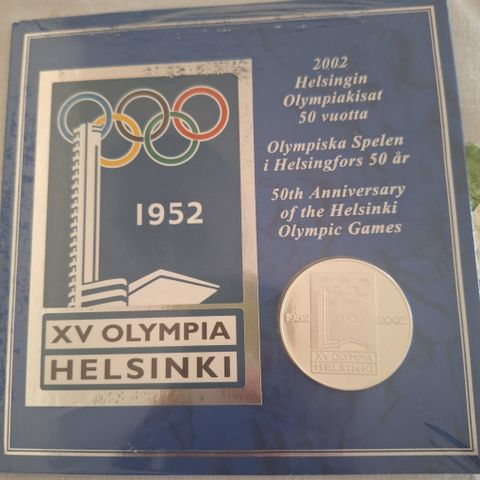 1952
XV OLYMPIA
HELSINKI
2002
Helsingin
Olympiakisat
50 vuotta
Olympiska Spelen
i Helsingfors 50 år
50th Anniversary
of the Helsinki
Olympic Games
1952 1952 2002
XV OLYMPIA
HELSINKI